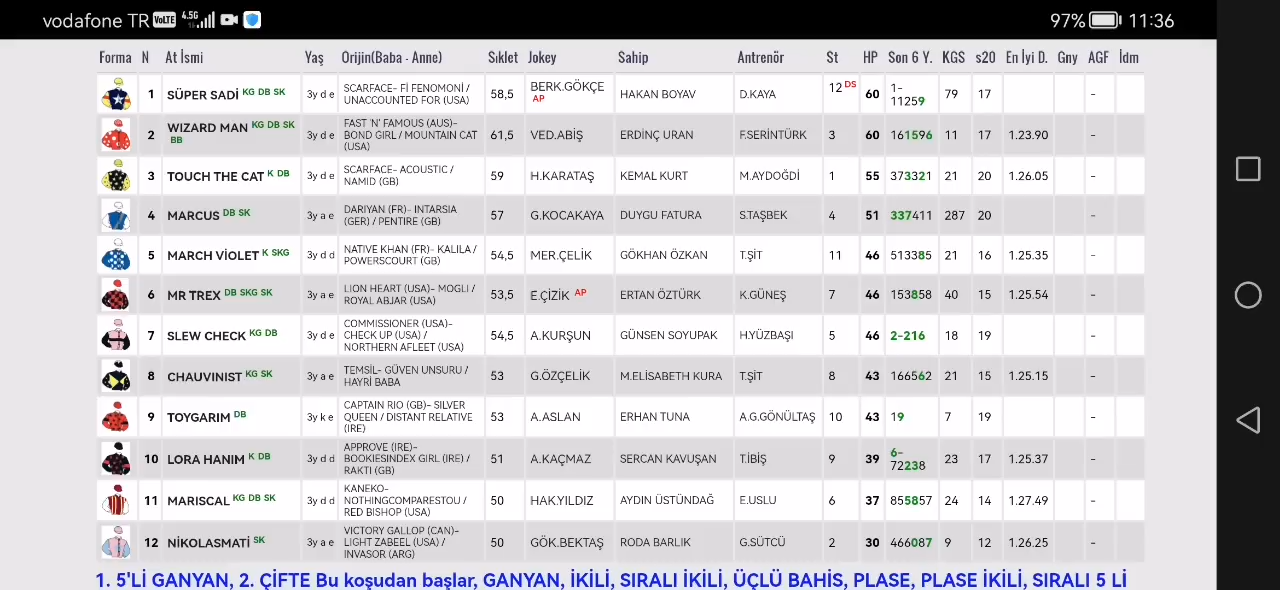 vodafone TR VoLTE 4.5G 97% 11:36
Forma N At İsmi Yaş Orijin(Baba - Anne) Sıklet Jokey Sahip Antrenör St HP Son 6 Y. KGS s20 En İyi D. Gny AGF İdm
1 SÜPER SADİ KG DB SK 3y d e SCARFACE- Fİ FENOMONİ / UNACCOUNTED FOR (USA) 58,5 BERK.GÖKÇE AP HAKAN BOYAV D.KAYA 12 DS 60 1-11259 79 17
2 WIZARD MAN KG DB SK BB 3y d e FAST 'N' FAMOUS (AUS)- BOND GIRL / MOUNTAIN CAT (USA) 61,5 VED.ABİŞ ERDİNÇ URAN F.SERİNTÜRK 3 60 161596 11 17 1.23.90 -
3 TOUCH THE CAT K DB 3y d e SCARFACE- ACOUSTIC / NAMID (GB) 59 H.KARATAŞ KEMAL KURT M.AYDOĞDİ 1 55 373321 21 20 1.26.05 -
4 MARCUS DB SK 3y a e DARIYAN (FR)- INTARSIA (GER) / PENTIRE (GB) 57 G.KOCAKAYA DUYGU FATURA S.TAŞBEK 4 51 337411 287 20 -
5 MARCH VİOLET K SKG 3y d d NATIVE KHAN (FR)- KALILA / POWERSCOURT (GB) 54,5 MER.ÇELİK GÖKHAN ÖZKAN T.ŞİT 11 46 513385 21 16 1.25.35 -
6 MR TREX DB SKG SK 3y a e LION HEART (USA)- MOGLI / ROYAL ABJAR (USA) 53,5 E.ÇİZİK AP ERTAN ÖZTÜRK K.GÜNEŞ 7 46 153858 40 15 1.25.54 -
7 SLEW CHECK KG DB 3y d e COMMISSIONER (USA)- CHECK UP (USA) / NORTHERN AFLEET (USA) 54,5 A.KURŞUN GÜNSEN SOYUPAK H.YÜZBAŞI 5 46 2-216 18 19 -
8 CHAUVINIST KG SK 3y a e TEMSİL- GÜVEN UNSURU / HAYRİ BABA 53 G.ÖZÇELİK M.ELİSABETH KURA T.ŞİT 8 43 166562 21 15 1.25.15 -
9 TOYGARIM DB 3y k e CAPTAIN RIO (GB)- SILVER QUEEN / DISTANT RELATIVE (IRE) 53 A.ASLAN ERHAN TUNA A.G.GÖNÜLTAŞ 10 43 19 7 19 -
10 LORA HANIM K DB 3y d d APPROVE (IRE)- BOOKIESINDEX GIRL (IRE) / RAKTI (GB) 51 A.KAÇMAZ SERCAN KAVUŞAN T.İBİŞ 9 39 6-72238 23 17 1.25.37 -
11 MARISCAL KG DB SK 3y d d KANEKO- NOTHINGCOMPARESTOU / RED BISHOP (USA) 50 HAK.YILDIZ AYDIN ÜSTÜNDAĞ E.USLU 6 37 855857 24 14 1.27.49 -
12 NİKOLASMATİ SK 3y a e VICTORY GALLOP (CAN)- LIGHT ZABEEL (USA) / INVASOR (ARG) 50 GÖK.BEKTAŞ RODA BARLIK G.SÜTCÜ 2 30 466087 9 12 1.26.25 -
1. 5'Lİ GANYAN, 2. ÇİFTE Bu koşudan başlar, GANYAN, İKİLİ, SIRALI İKİLİ, ÜÇLÜ BAHİS, PLASE, PLASE İKİLİ, SIRALI 5 Lİ